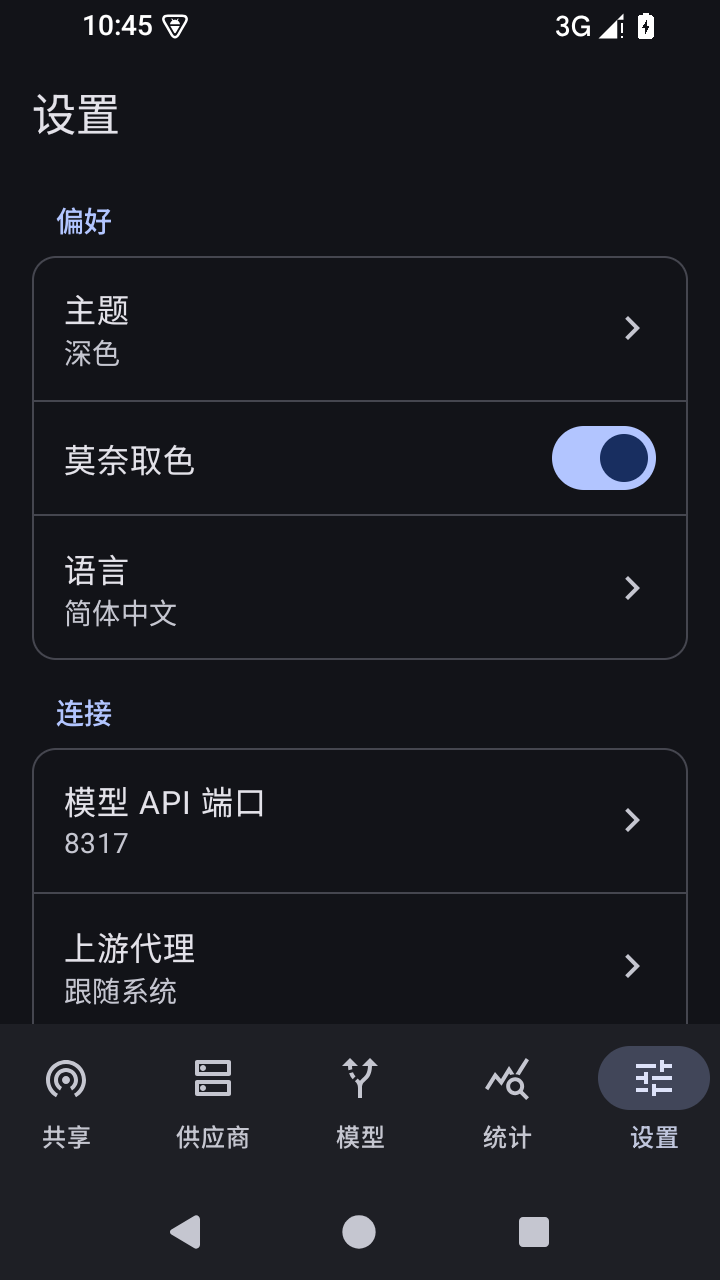 10:45
3G
设置
偏好
主题
深色
莫奈取色
语言
简体中文
连接
模型 API 端口
8317
上游代理
跟随系统
共享
供应商
模型
统计
设置